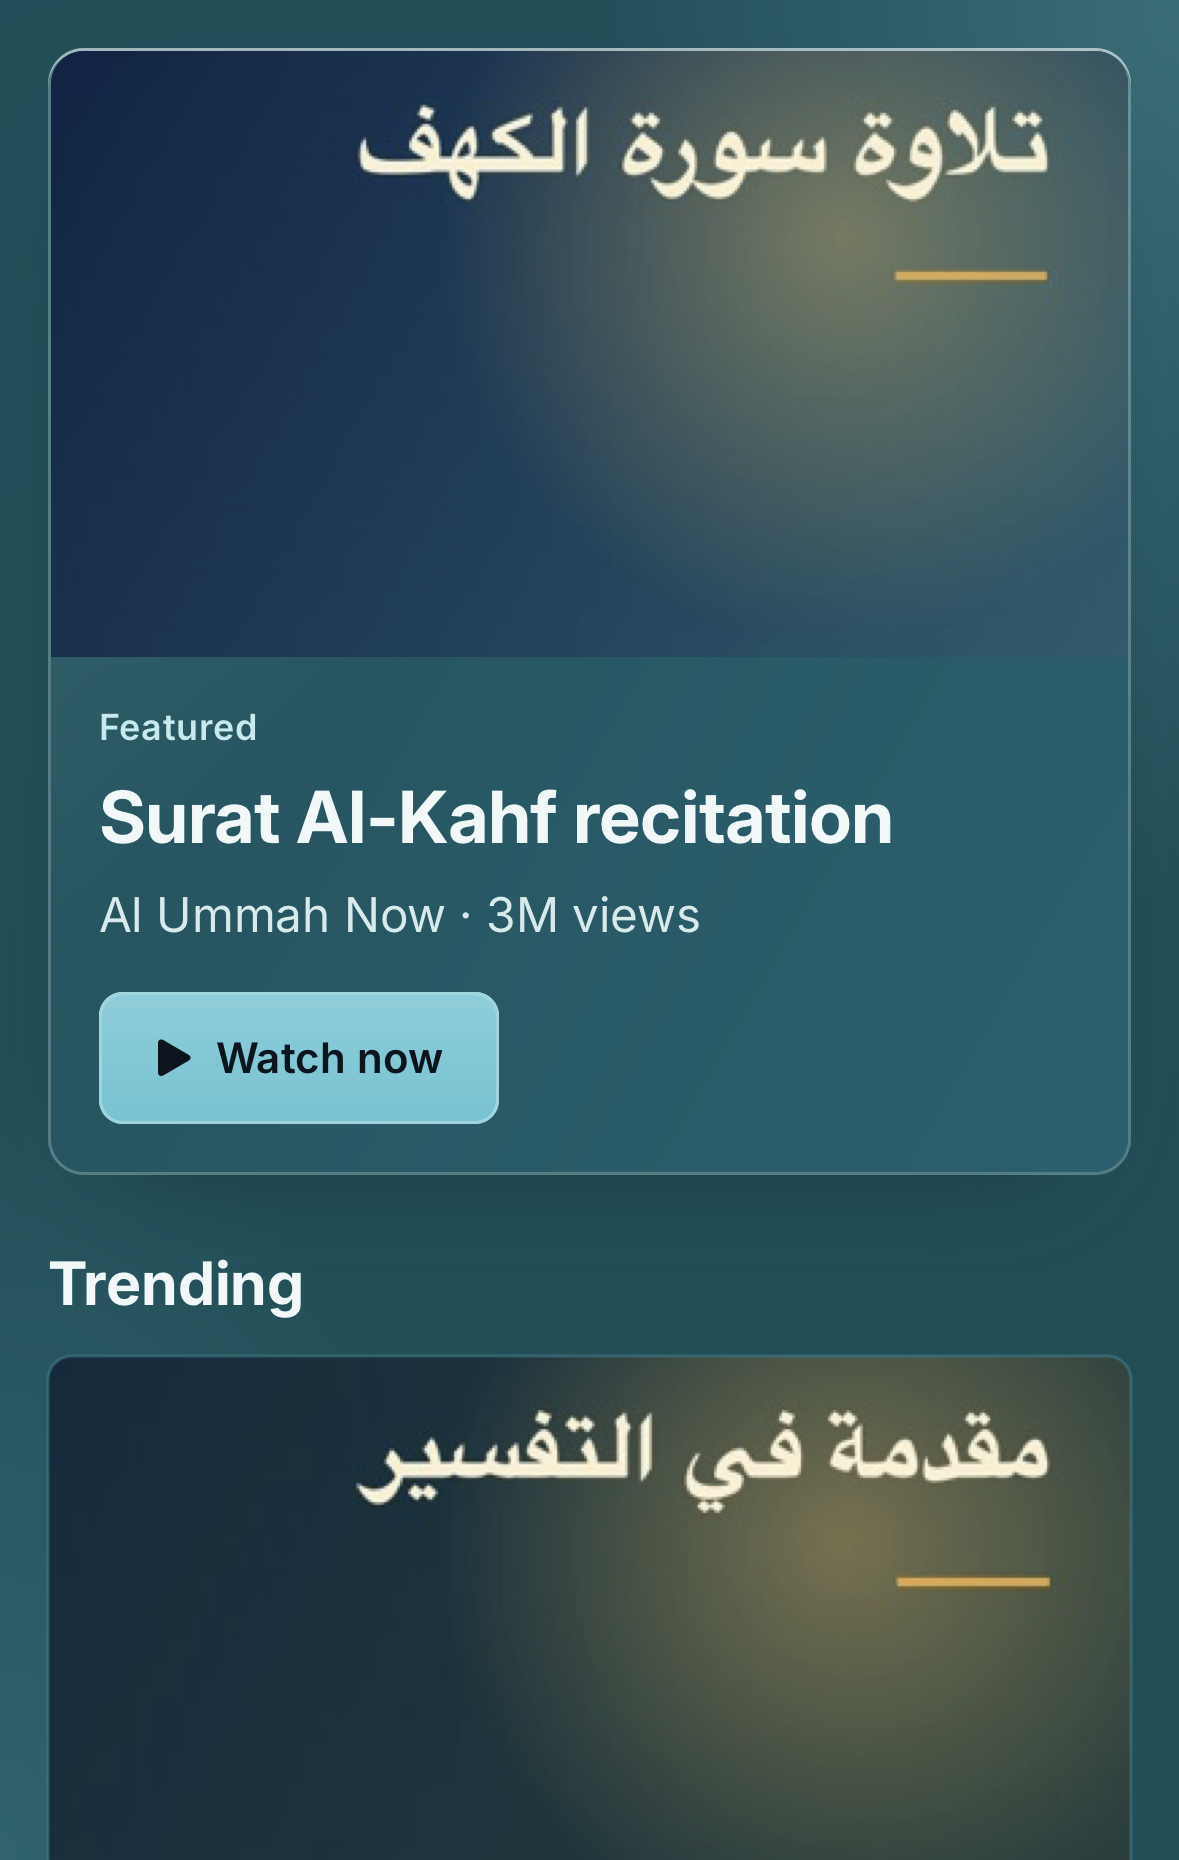 تلاوة سورة الكهف
Featured
Surat Al-Kahf recitation
Al Ummah Now · 3M views
Watch now
Trending
مقدمة في التفسير